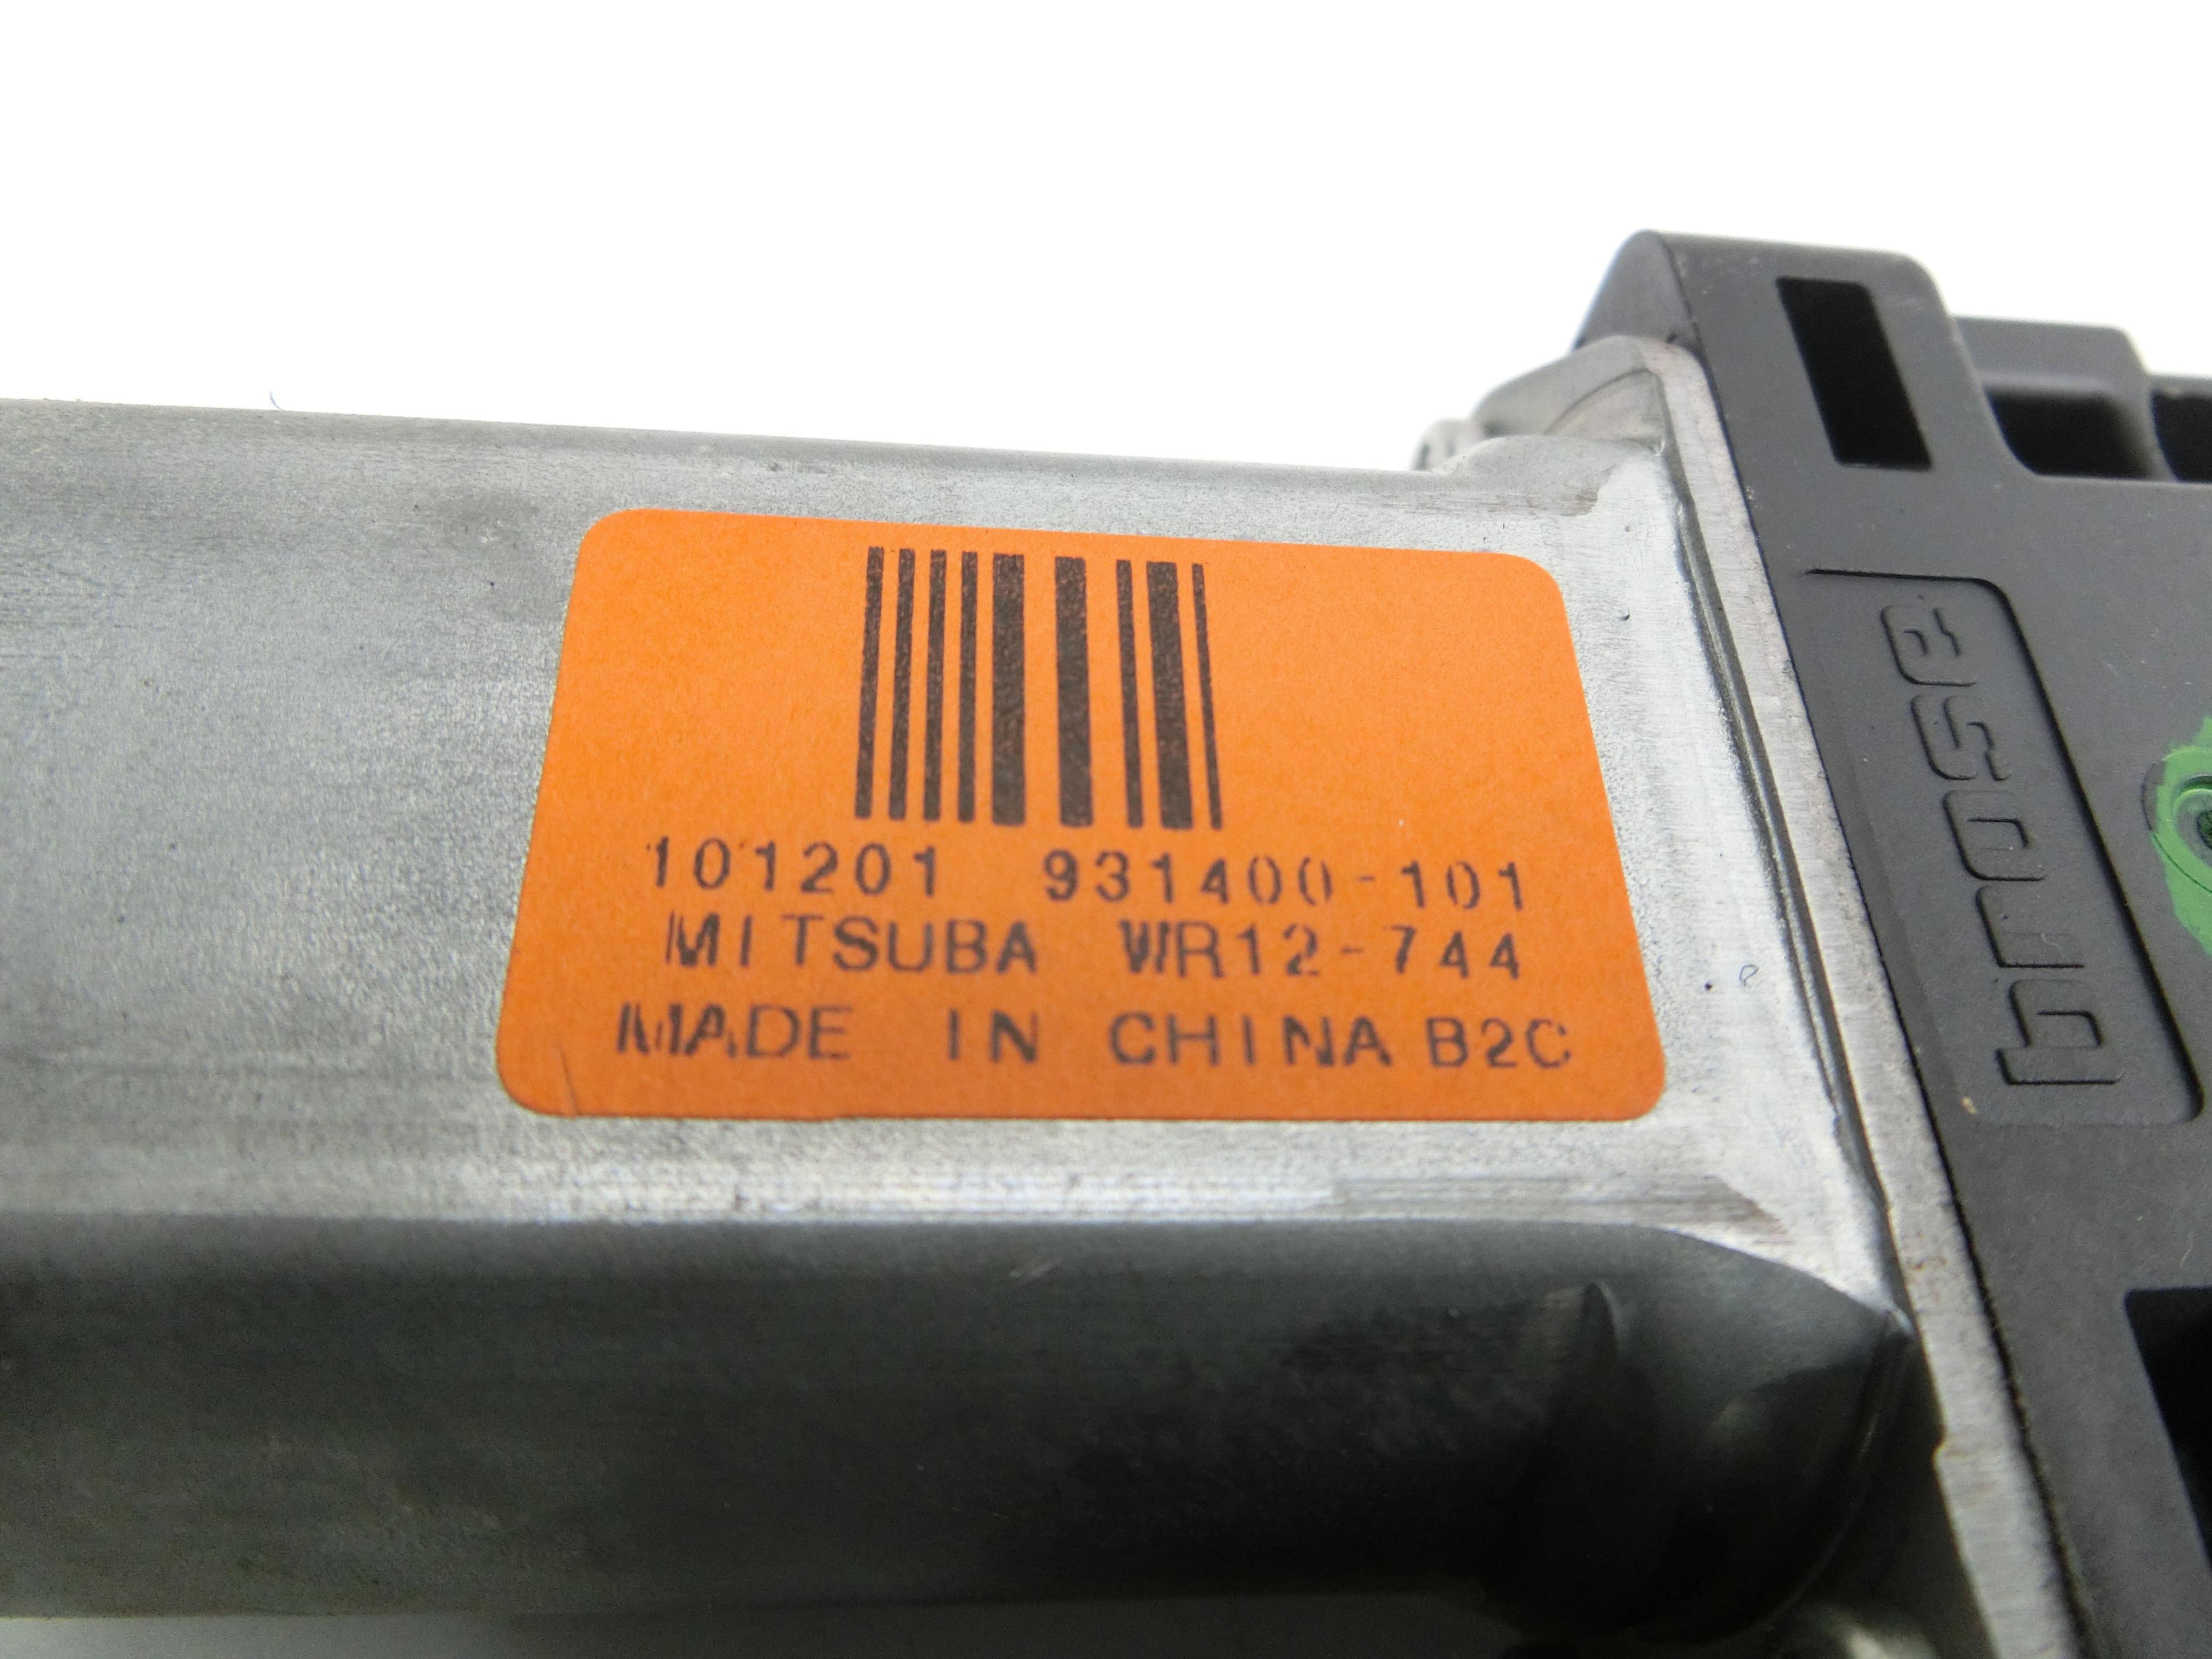 101201 931400-101
MITSUBA WR12-744
MADE IN CHINA B2C
brose